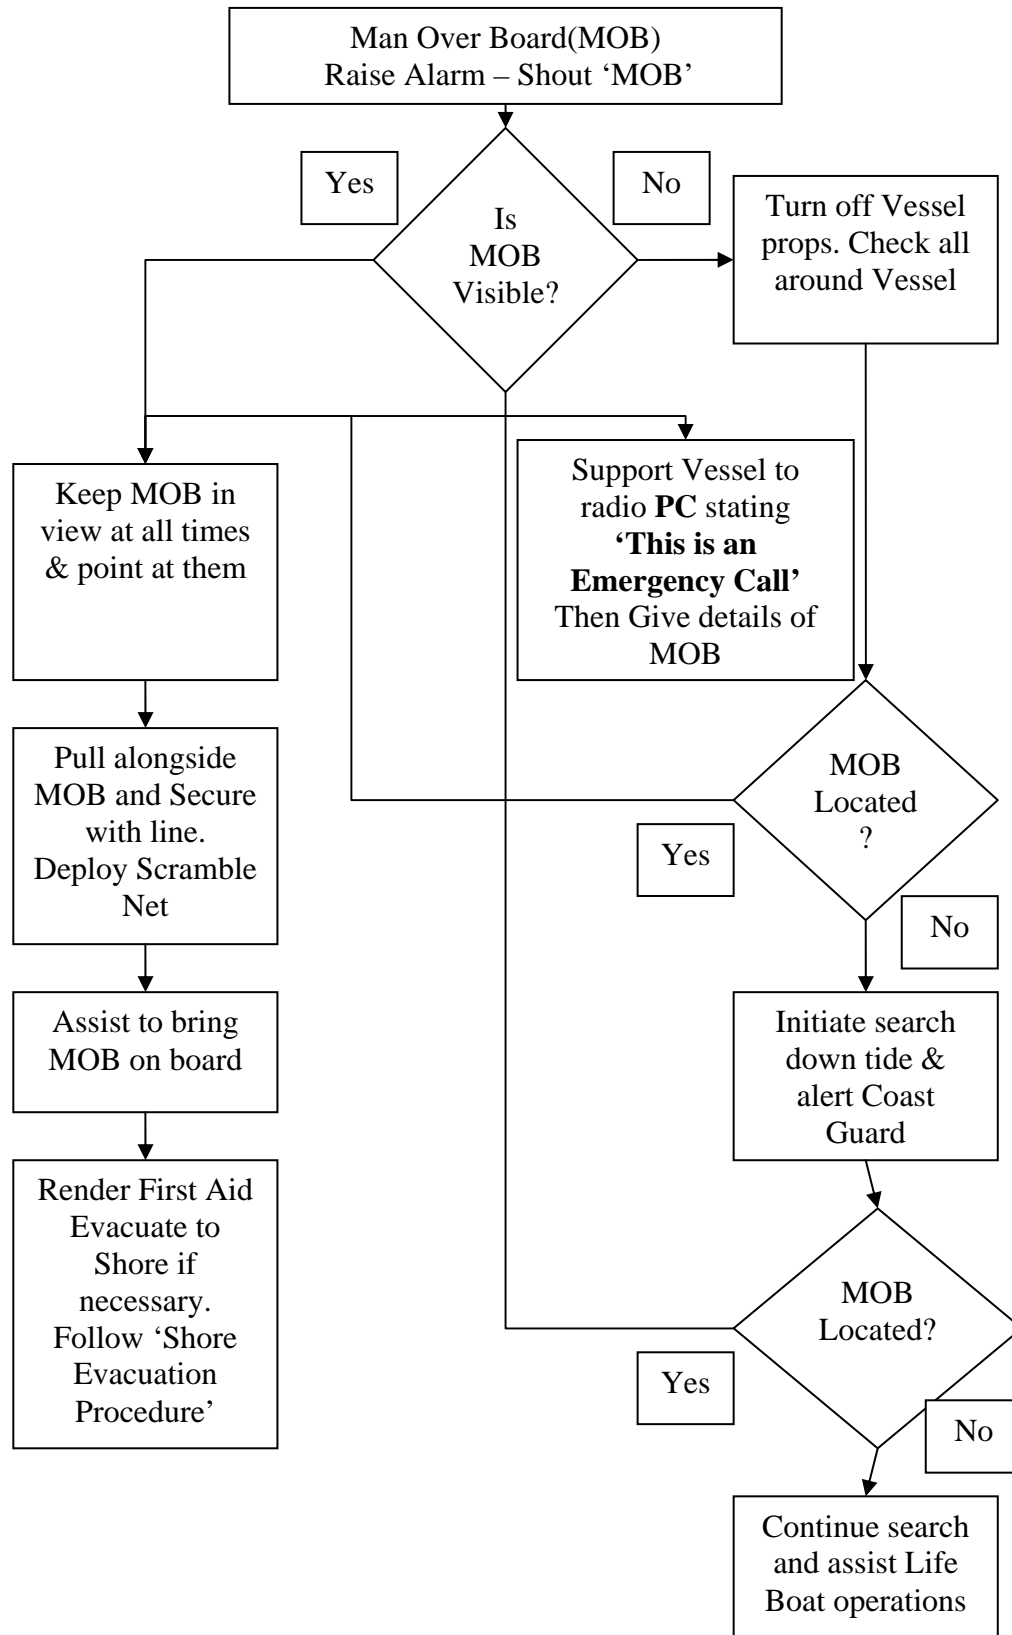 Man Over Board(MOB)
Raise Alarm – Shout ‘MOB’
Yes
No
Is
MOB
Visible?
Turn off Vessel
props. Check all
around Vessel
Keep MOB in
view at all times
& point at them
Support Vessel to
radio PC stating
‘This is an
Emergency Call’
Then Give details of
MOB
Pull alongside
MOB and Secure
with line.
Deploy Scramble
Net
MOB
Located
?
Yes
No
Assist to bring
MOB on board
Initiate search
down tide &
alert Coast
Guard
Render First Aid
Evacuate to
Shore if
necessary.
Follow ‘Shore
Evacuation
Procedure’
MOB
Located?
Yes
No
Continue search
and assist Life
Boat operations